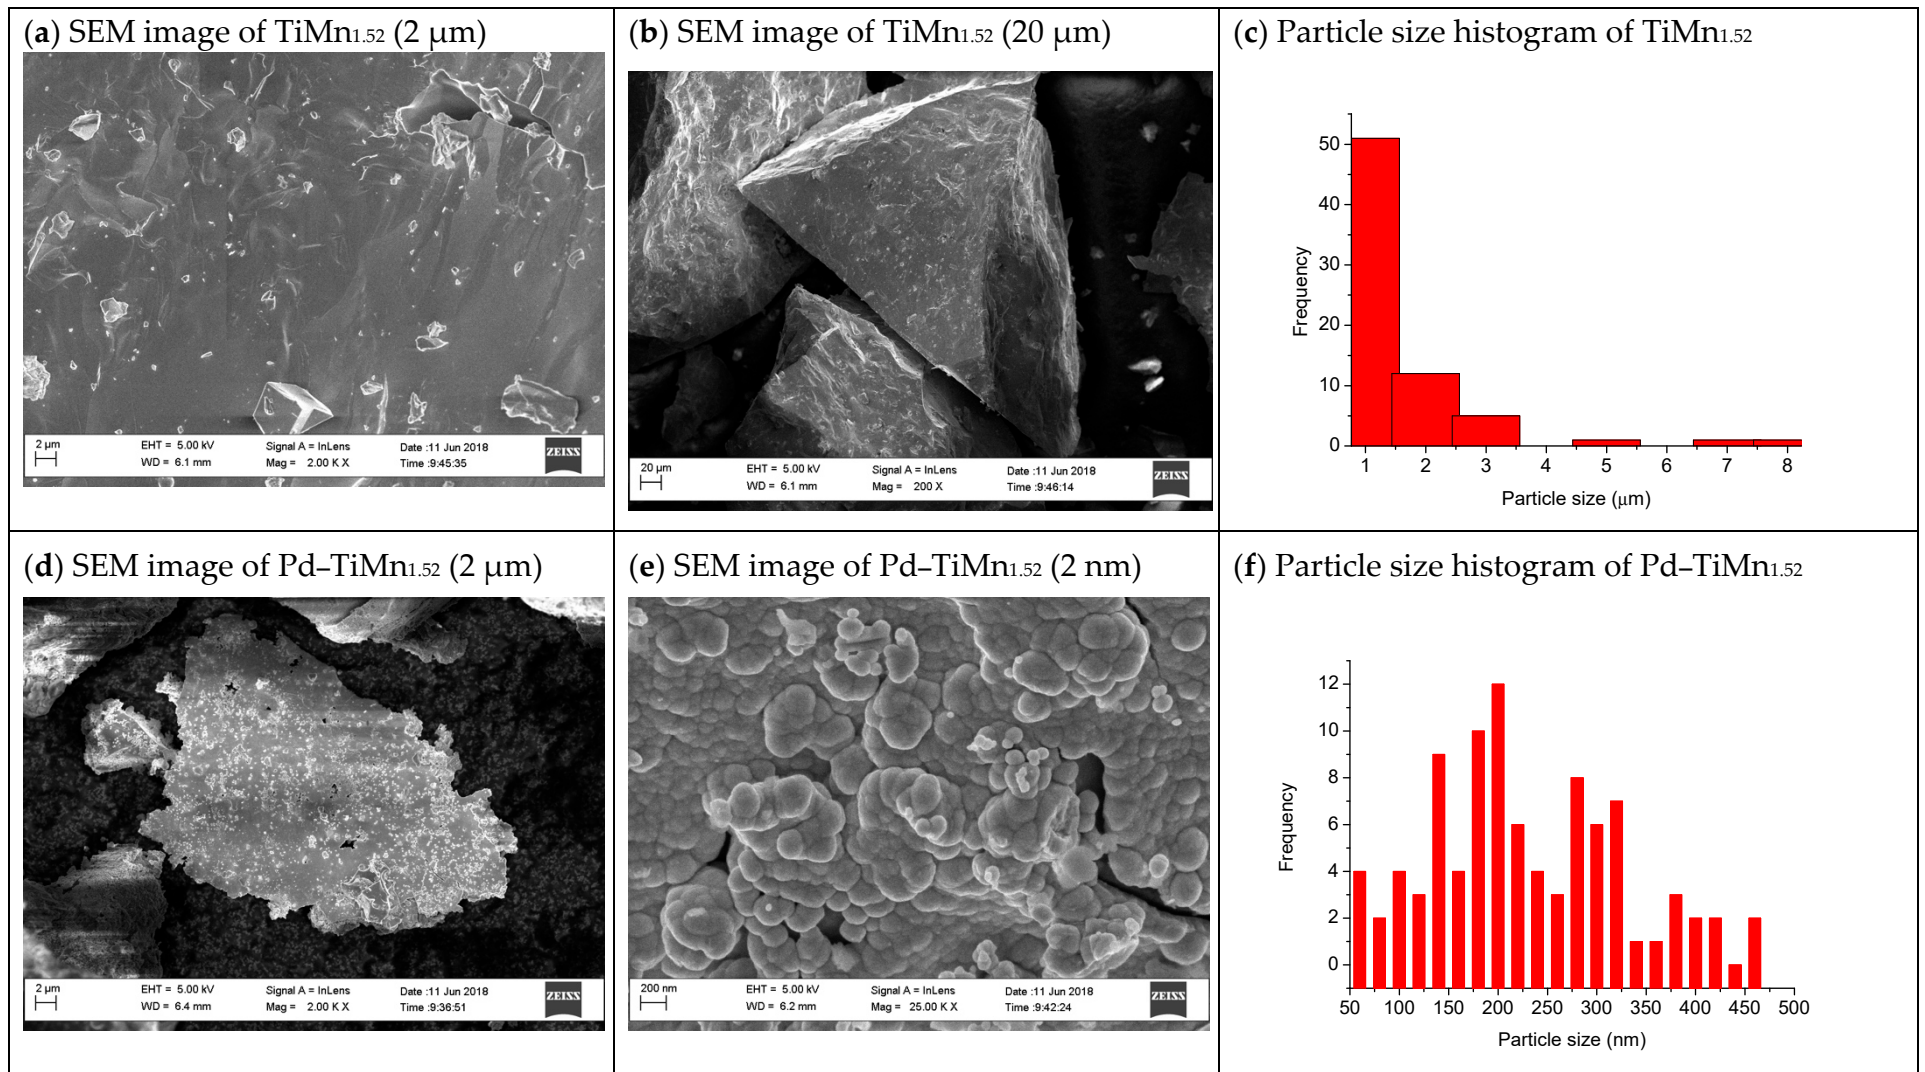 (a) SEM image of TiMn1.52 (2 μm)
2 μm
EHT = 5.00 kV
WD = 6.1 mm
Signal A = InLens
Mag = 2.00 K X
Date :11 Jun 2018
Time :9:45:35
ZEISS
(b) SEM image of TiMn1.52 (20 μm)
20 μm
EHT = 5.00 kV
WD = 6.1 mm
Signal A = InLens
Mag = 200 X
Date :11 Jun 2018
Time :9:46:14
ZEISS
(c) Particle size histogram of TiMn1.52
Frequency
50
40
30
20
10
0
1 2 3 4 5 6 7 8
Particle size (μm)
(d) SEM image of Pd–TiMn1.52 (2 μm)
2 μm
EHT = 5.00 kV
WD = 6.4 mm
Signal A = InLens
Mag = 2.00 K X
Date :11 Jun 2018
Time :9:36:51
ZEISS
(e) SEM image of Pd–TiMn1.52 (2 nm)
200 nm
EHT = 5.00 kV
WD = 6.2 mm
Signal A = InLens
Mag = 25.00 K X
Date :11 Jun 2018
Time :9:42:24
ZEISS
(f) Particle size histogram of Pd–TiMn1.52
Frequency
12
10
8
6
4
2
0
50 100 150 200 250 300 350 400 450 500
Particle size (nm)